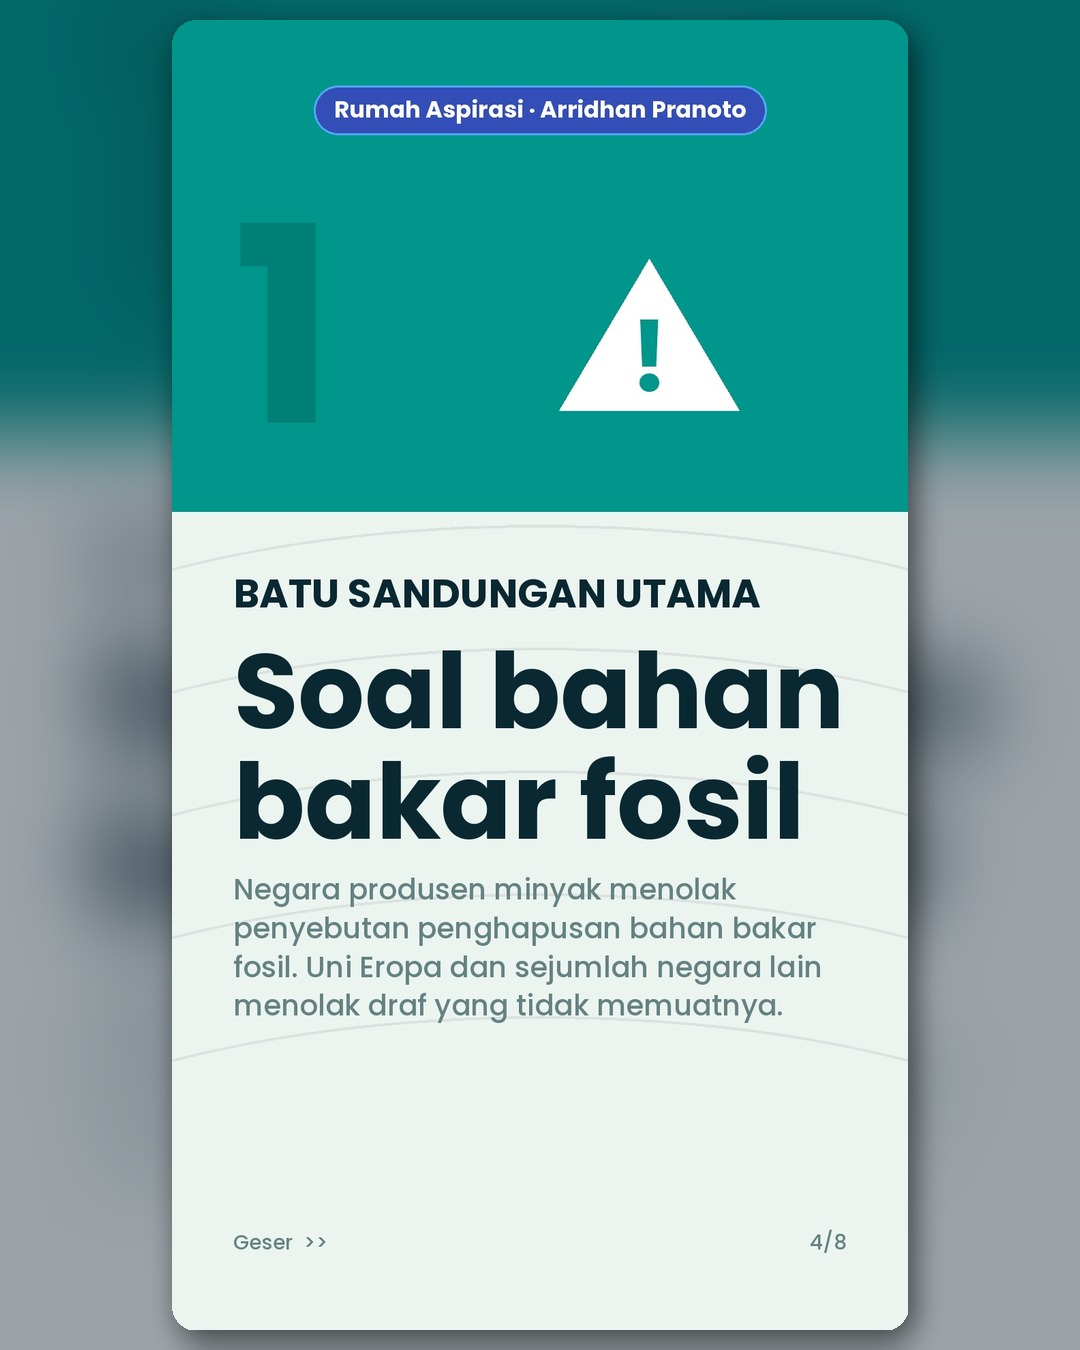 Rumah Aspirasi · Arridhan Pranoto
1
!
BATU SANDUNGAN UTAMA
Soal bahan
bakar fosil
Negara produsen minyak menolak
penyebutan penghapusan bahan bakar
fosil. Uni Eropa dan sejumlah negara lain
menolak draf yang tidak memuatnya.
Geser >>
4/8